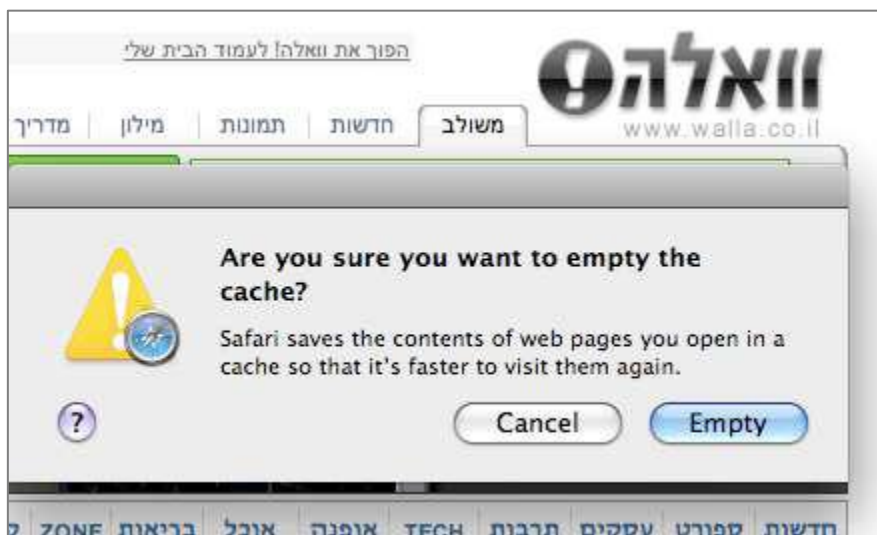 הפוך את וואלה! לעמוד הבית שלי
וואלה!
www.walla.co.il
משולב חדשות תמונות מילון מדריך
Are you sure you want to empty the
cache?
Safari saves the contents of web pages you open in a
cache so that it's faster to visit them again.
? Cancel Empty
חדשות ספורט עסקים תרבות TECH אופנה אוכל בריאות ZONE